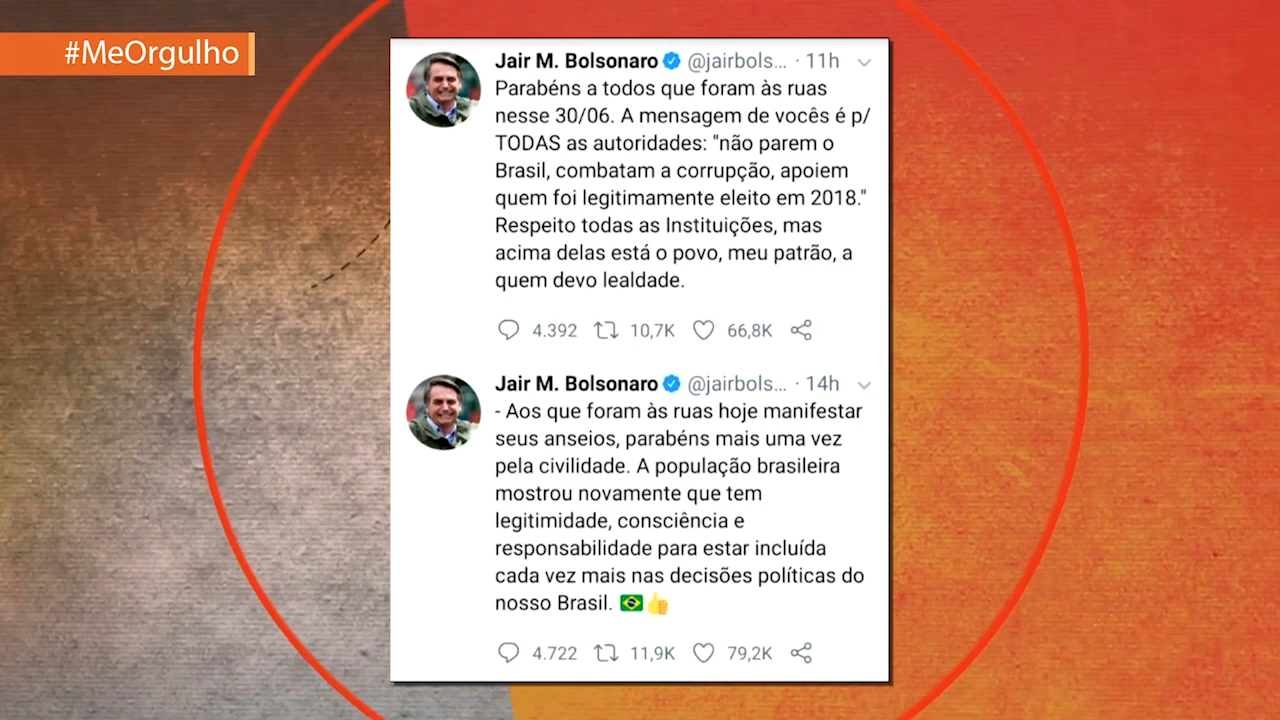 #MeOrgulho
Jair M. Bolsonaro @jairbols... · 11h
Parabéns a todos que foram às ruas
nesse 30/06. A mensagem de vocês é p/
TODAS as autoridades: "não parem o
Brasil, combatam a corrupção, apoiem
quem foi legitimamente eleito em 2018."
Respeito todas as Instituições, mas
acima delas está o povo, meu patrão, a
quem devo lealdade.
4.392 10,7K 66,8K
Jair M. Bolsonaro @jairbols... · 14h
- Aos que foram às ruas hoje manifestar
seus anseios, parabéns mais uma vez
pela civilidade. A população brasileira
mostrou novamente que tem
legitimidade, consciência e
responsabilidade para estar incluída
cada vez mais nas decisões políticas do
nosso Brasil. 🇧🇷👍
4.722 11,9K 79,2K